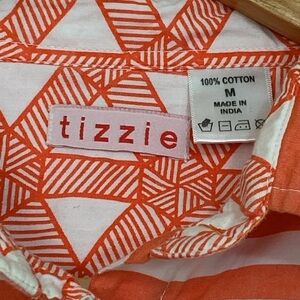 tizzie
100% COTTON
M
MADE IN
INDIA